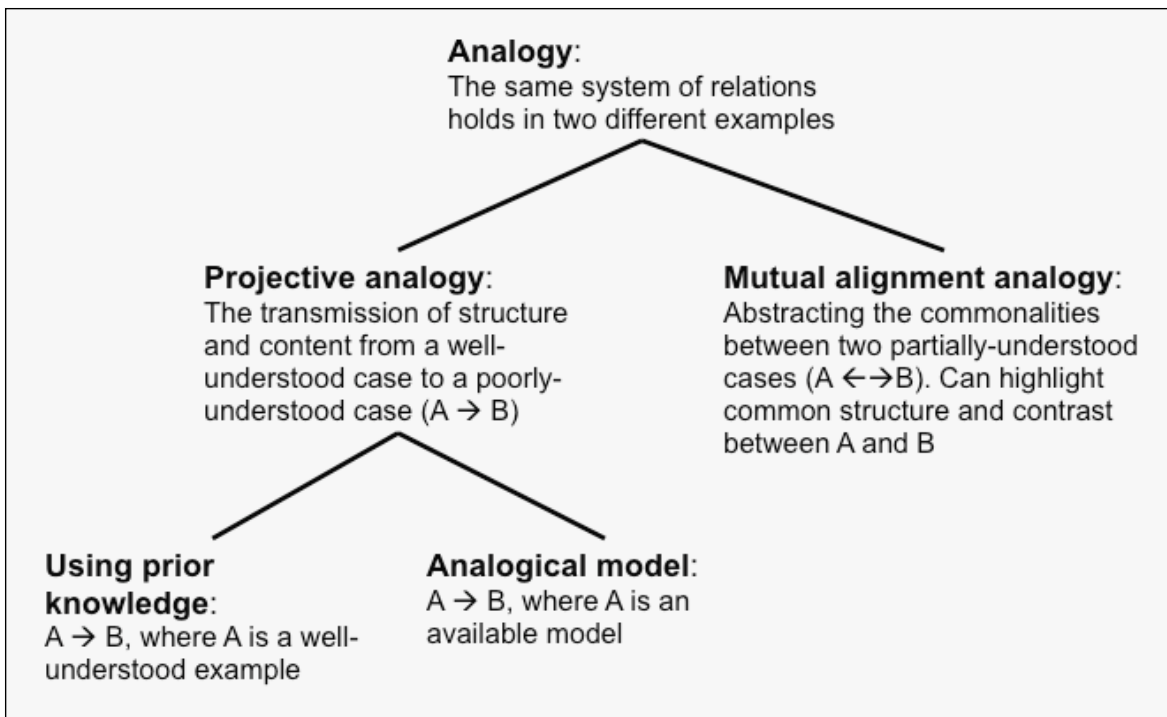 Analogy:
The same system of relations
holds in two different examples
Projective analogy:
The transmission of structure
and content from a well-
understood case to a poorly-
understood case (A → B)
Mutual alignment analogy:
Abstracting the commonalities
between two partially-understood
cases (A ←→B). Can highlight
common structure and contrast
between A and B
Using prior
knowledge:
A → B, where A is a well-
understood example
Analogical model:
A → B, where A is an
available model